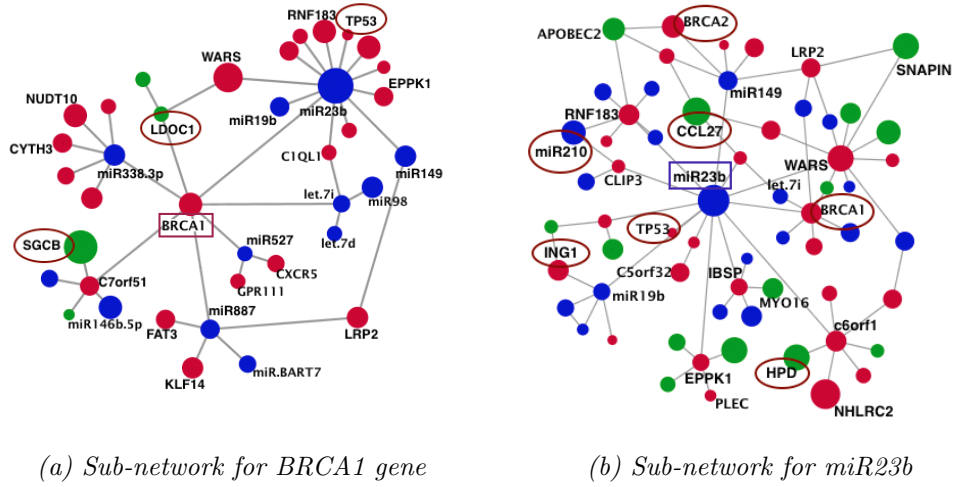 RNF183
TP53
WARS
EPPK1
NUDT10
miR23b
miR19b
LDOC1
CYTH3
C1QL1
miR338.3p
miR149
let.7i
miR98
BRCA1
let.7d
SGCB
miR527
C7orf51
CXCR5
GPR111
miR146b.5p
miR887
FAT3
LRP2
miR.BART7
KLF14
(a) Sub-network for BRCA1 gene
BRCA2
APOBEC2
LRP2
SNAPIN
miR149
RNF183
CCL27
miR210
WARS
CLIP3
miR23b
let.7i
BRCA1
TP53
ING1
C5orf32
IBSP
miR19b
MYO16
c6orf1
HPD
EPPK1
PLEC
NHLRC2
(b) Sub-network for miR23b